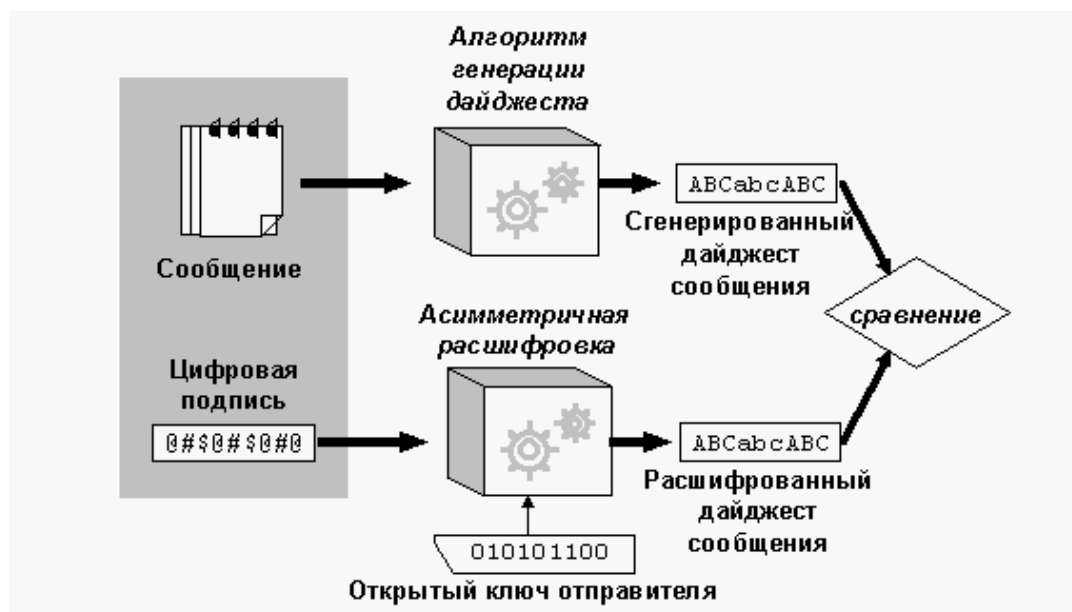 Алгоритм
генерации
дайджеста
ABCabcABC
Сгенерированный
дайджест
сообщения
Сообщение
сравнение
Асимметричная
расшифровка
Цифровая
подпись
@#$@#$@#@
ABCabcABC
Расшифрованный
дайджест
сообщения
010101100
Открытый ключ отправителя